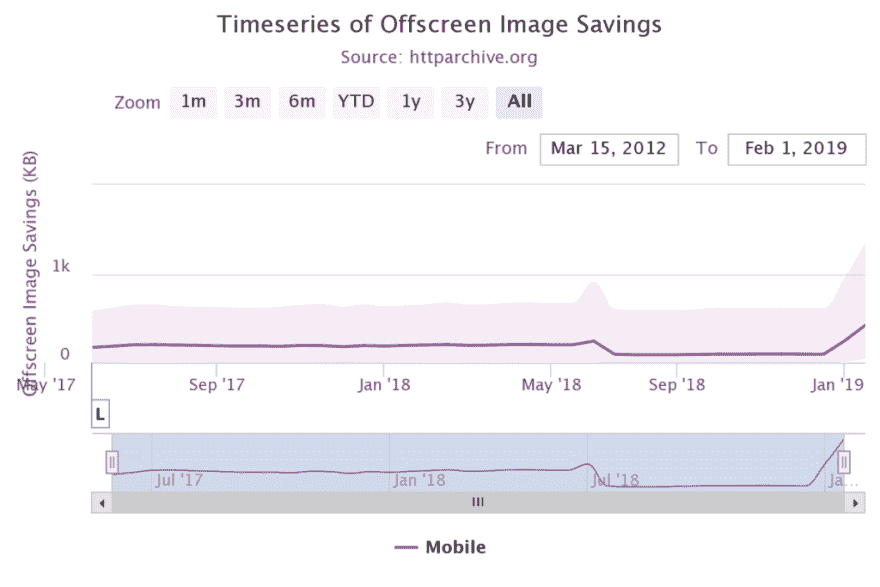 Timeseries of Offscreen Image Savings
Source: httparchive.org
Zoom 1m 3m 6m YTD 1y 3y All
From Mar 15, 2012 To Feb 1, 2019
Offscreen Image Savings (KB)
1k
0
May '17 Sep '17 Jan '18 May '18 Sep '18 Jan '19
L
Jul '17 Jan '18 Jul '18 Ja...
Mobile